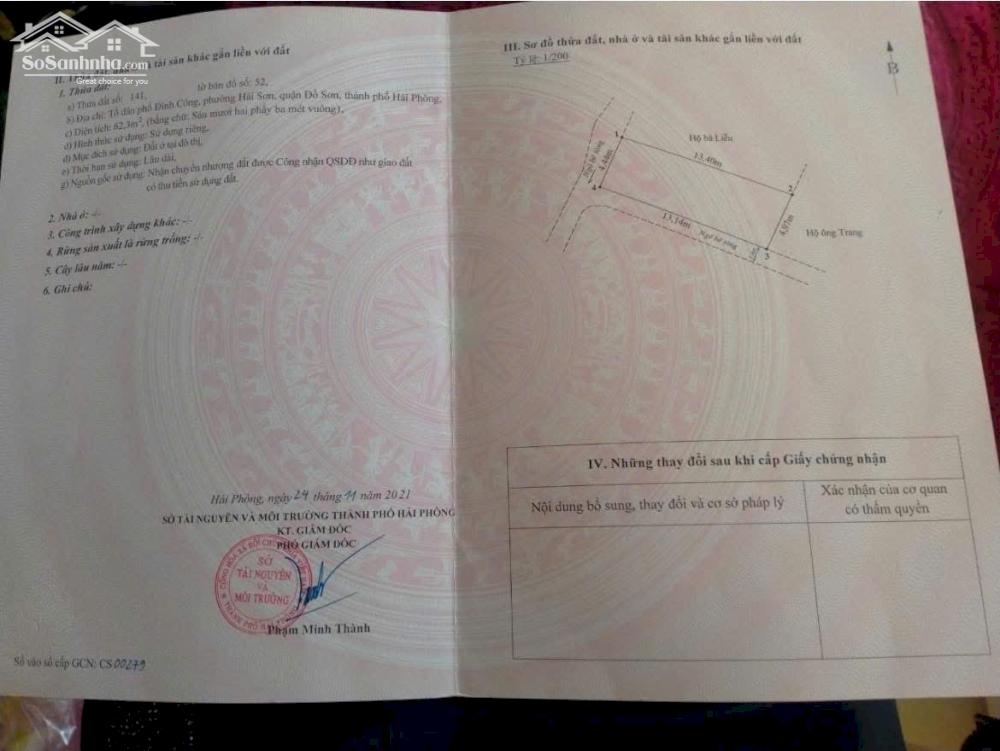 SoSanhnha.com
Great choice for you
tài sản khác gắn liền với đất
1. Thửa đất:
a) Thửa đất số: 141, tờ bản đồ số: 52,
b) Địa chỉ: Tổ dân phố Đình Công, phường Hải Sơn, quận Đồ Sơn, thành phố Hải Phòng,
c) Diện tích: 62,3m², (bằng chữ: Sáu mươi hai phẩy ba mét vuông),
d) Hình thức sử dụng: Sử dụng riêng,
đ) Mục đích sử dụng: Đất ở tại đô thị,
e) Thời hạn sử dụng: Lâu dài,
g) Nguồn gốc sử dụng: Nhận chuyển nhượng đất được Công nhận QSDĐ như giao đất
có thu tiền sử dụng đất.
2. Nhà ở: -/-
3. Công trình xây dựng khác: -/-
4. Rừng sản xuất là rừng trồng: -/-
5. Cây lâu năm: -/-
6. Ghi chú:
Hải Phòng, ngày 24 tháng 11 năm 2021
SỞ TÀI NGUYÊN VÀ MÔI TRƯỜNG THÀNH PHỐ HẢI PHÒNG
KT. GIÁM ĐỐC
PHÓ GIÁM ĐỐC
SỞ
TÀI NGUYÊN
VÀ
MÔI TRƯỜNG
Phạm Minh Thành
Số vào sổ cấp GCN: CS 00279
III. Sơ đồ thửa đất, nhà ở và tài sản khác gắn liền với đất
Tỷ lệ: 1/200
B
1
Hộ bà Liễu
Ngõ bê tông
4,44m
13,40m
2
4
13,14m
Ngõ bê tông
4,97m
3
Hộ ông Trang
IV. Những thay đổi sau khi cấp Giấy chứng nhận
Nội dung bổ sung, thay đổi và cơ sở pháp lý
Xác nhận của cơ quan
có thẩm quyền